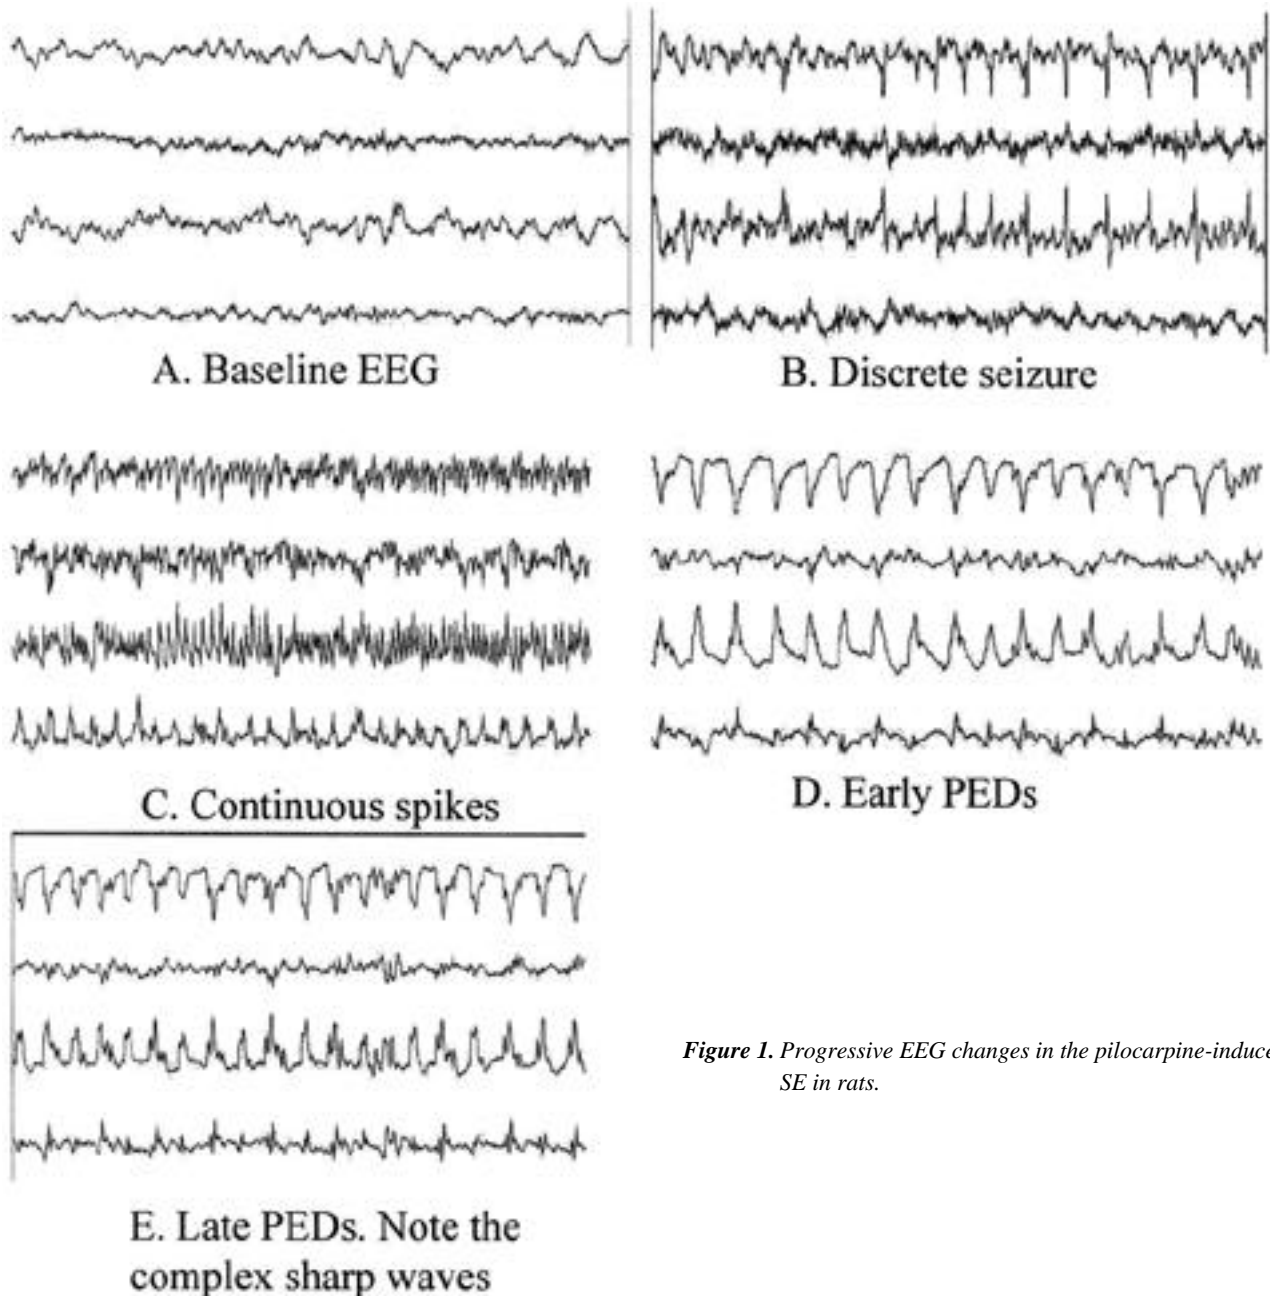 A. Baseline EEG
B. Discrete seizure
C. Continuous spikes
D. Early PEDs
E. Late PEDs. Note the
complex sharp waves
Figure 1. Progressive EEG changes in the pilocarpine-induce
SE in rats.